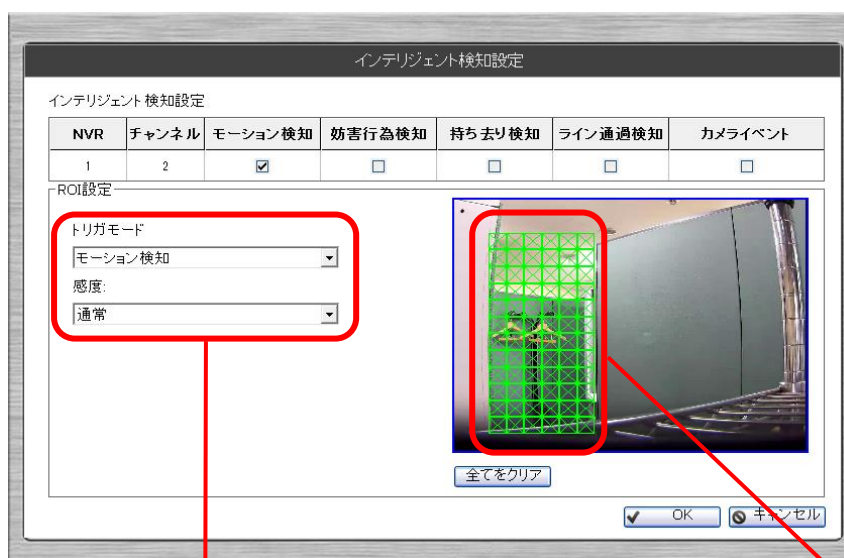 インテリジェント検知設定
インテリジェント検知設定
NVR チャンネル モーション検知 妨害行為検知 持ち去り検知 ライン通過検知 カメライベント
1 2
ROI設定
トリガモード
モーション検知
感度:
通常
全てをクリア
OK キャンセル